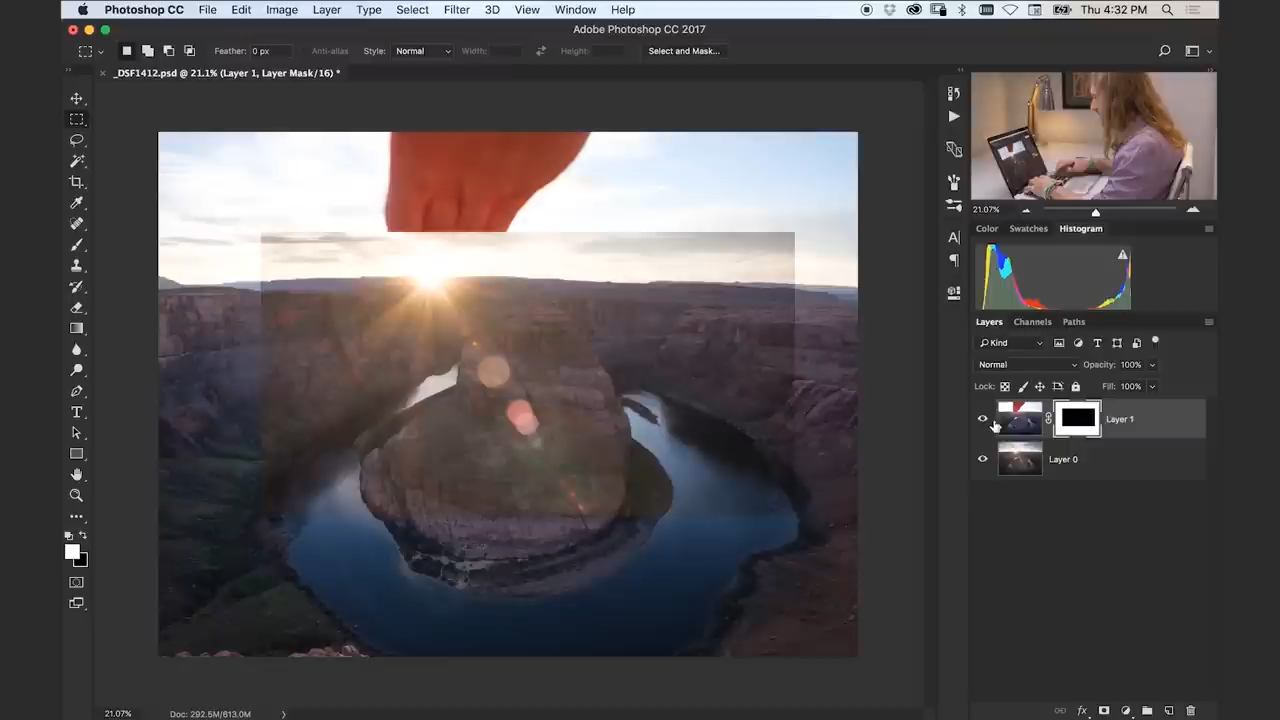 Photoshop CC File Edit Image Layer Type Select Filter 3D View Window Help Thu 4:32 PM
Adobe Photoshop CC 2017
Feather: 0 px Anti-alias Style: Normal Width: Height: Select and Mask...
_DSF1412.psd @ 21.1% (Layer 1, Layer Mask/16) *
21.07%
Color Swatches Histogram
Layers Channels Paths
Kind
Normal Opacity: 100%
Lock: Fill: 100%
Layer 1
Layer 0
21.07% Doc: 292.5M/613.0M